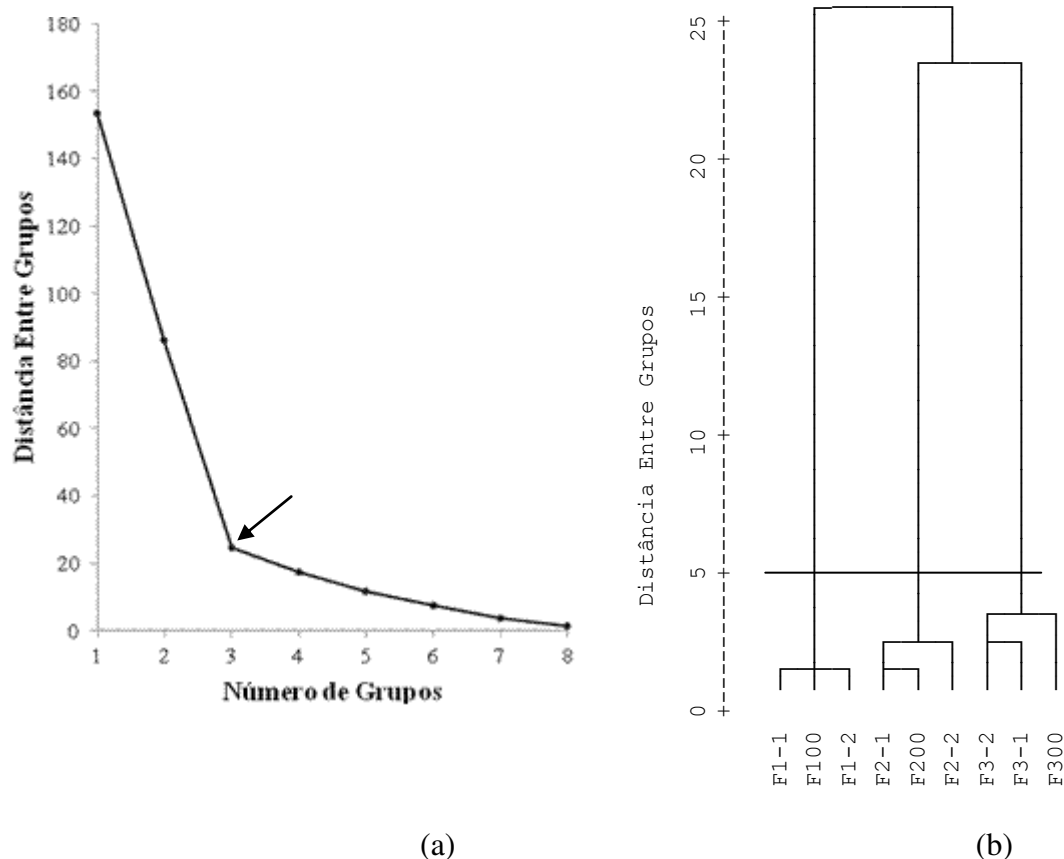 180
160
140
120
100
80
60
40
20
0
Distância Entre Grupos
1 2 3 4 5 6 7 8
Número de Grupos
(a)
25
20
15
10
5
0
Distância Entre Grupos
F1-1
F100
F1-2
F2-1
F200
F2-2
F3-2
F3-1
F300
(b)